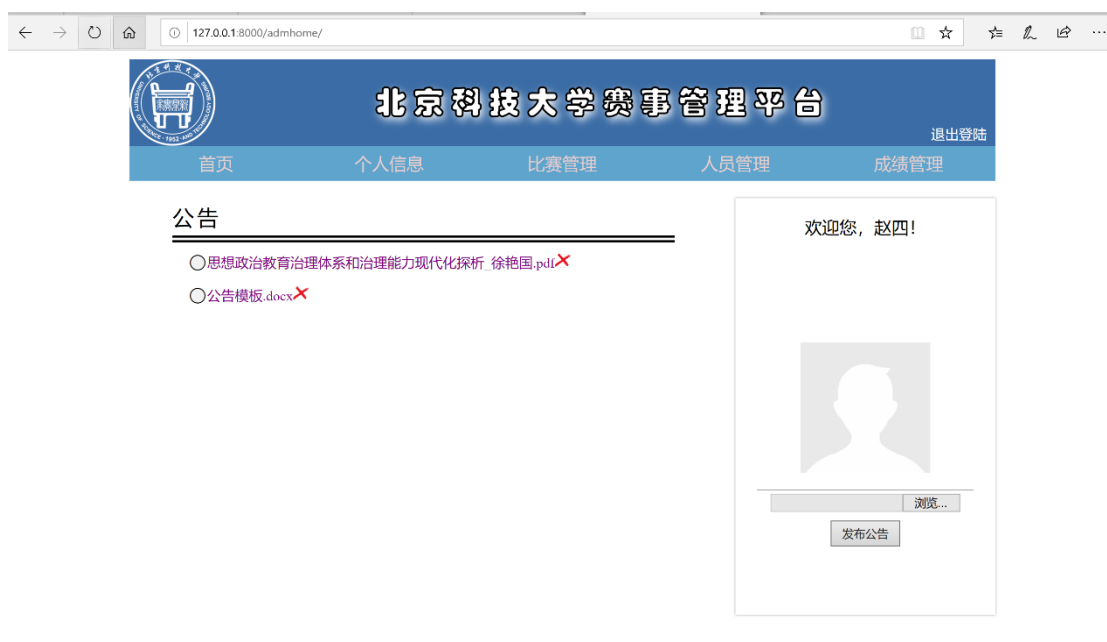 127.0.0.1:8000/admhome/
北京科技大学赛事管理平台
退出登陆
首页 个人信息 比赛管理 人员管理 成绩管理
公告
思想政治教育治理体系和治理能力现代化探析_徐艳国.pdf
公告模板.docx
欢迎您，赵四！
浏览...
发布公告